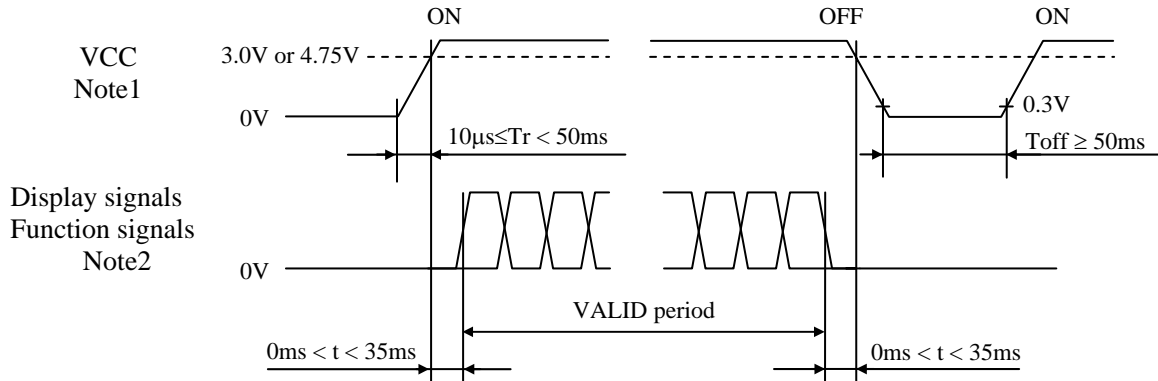 ON OFF ON
VCC
Note1
3.0V or 4.75V
0V
0.3V
10μs≤Tr < 50ms
Toff ≥ 50ms
Display signals
Function signals
Note2
0V
VALID period
0ms < t < 35ms
0ms < t < 35ms